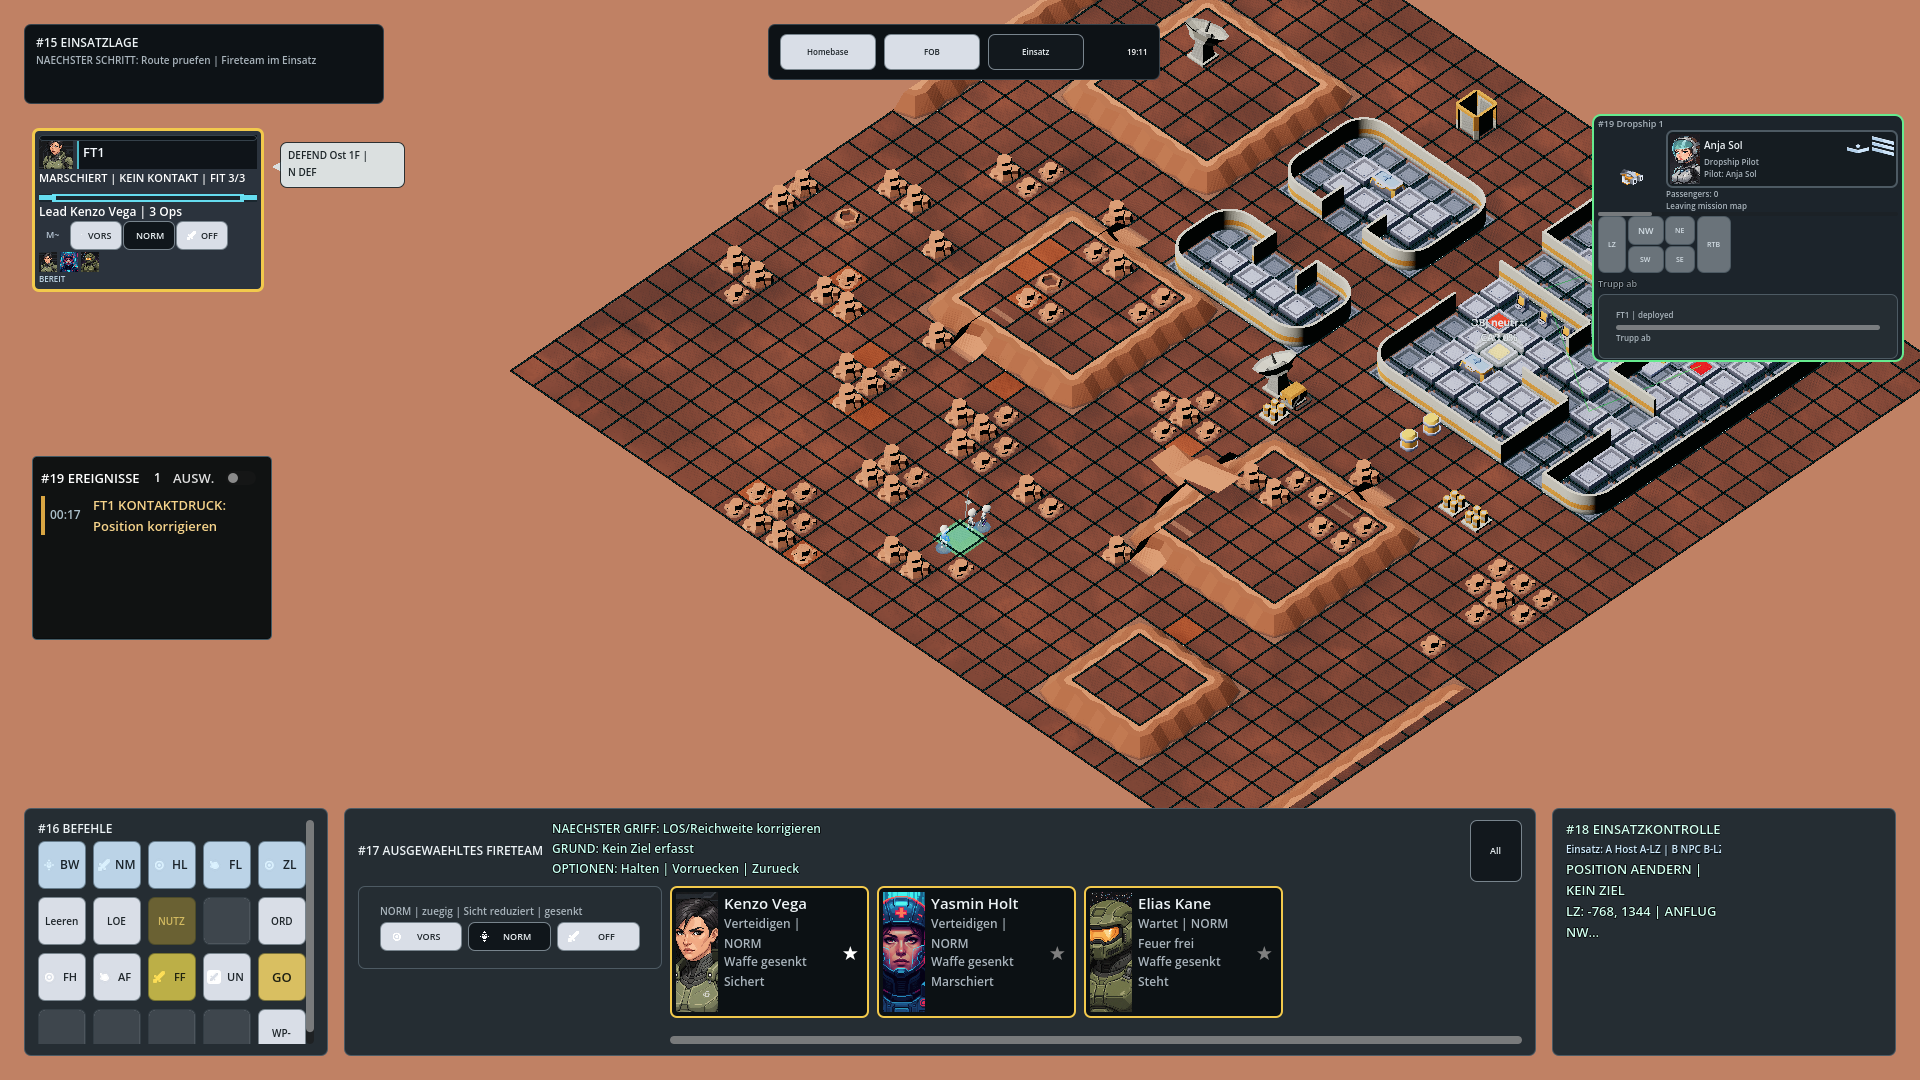 #15 EINSATZLAGE
NAECHSTER SCHRITT: Route pruefen | Fireteam im Einsatz
Homebase
FOB
Einsatz
19:11
FT1
MARSCHIERT | KEIN KONTAKT | FIT 3/3
Lead Kenzo Vega | 3 Ops
M~
VORS
NORM
OFF
BEREIT
DEFEND Ost 1F |
N DEF
#19 Dropship 1
Anja Sol
Dropship Pilot
Pilot: Anja Sol
Passengers: 0
Leaving mission map
LZ
NW
NE
SW
SE
RTB
Trupp ab
FT1 | deployed
Trupp ab
#19 EREIGNISSE
1
AUSW.
00:17
FT1 KONTAKTDRUCK:
Position korrigieren
#16 BEFEHLE
BW
NM
HL
FL
ZL
Leeren
LOE
NUTZ
ORD
FH
AF
FF
UN
GO
WP-
#17 AUSGEWAEHLTES FIRETEAM
NAECHSTER GRIFF: LOS/Reichweite korrigieren
GRUND: Kein Ziel erfasst
OPTIONEN: Halten | Vorruecken | Zurueck
All
NORM | zuegig | Sicht reduziert | gesenkt
VORS
NORM
OFF
Kenzo Vega
Verteidigen |
NORM
Waffe gesenkt
Sichert
Yasmin Holt
Verteidigen |
NORM
Waffe gesenkt
Marschiert
Elias Kane
Wartet | NORM
Feuer frei
Waffe gesenkt
Steht
#18 EINSATZKONTROLLE
Einsatz: A Host A-LZ | B NPC B-LZ
POSITION AENDERN |
KEIN ZIEL
LZ: -768, 1344 | ANFLUG
NW...